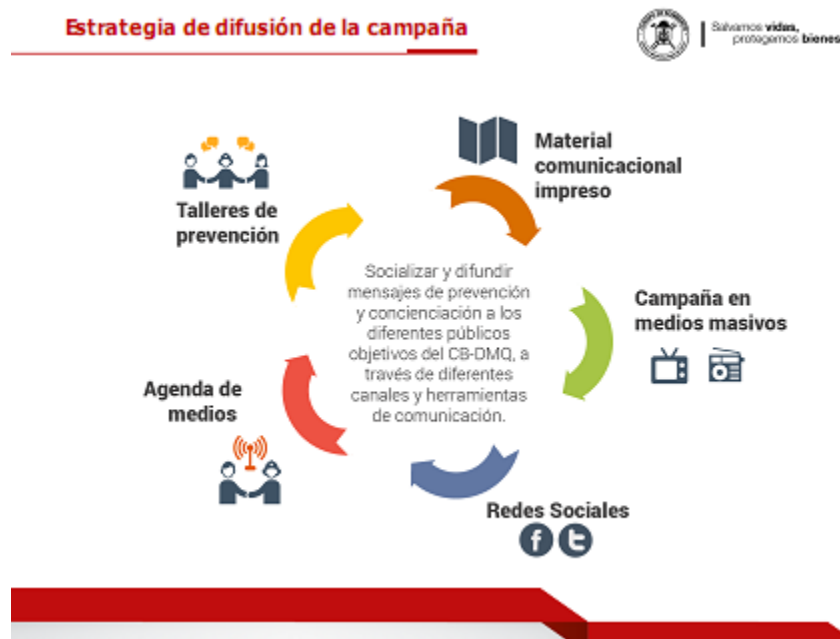 Estrategia de difusión de la campaña
Salvamos vidas,
protegemos bienes
Material
comunicacional
impreso
Talleres de
prevención
Socializar y difundir
mensajes de prevención
y concienciación a los
diferentes públicos
objetivos del CB-DMQ, a
través de diferentes
canales y herramientas
de comunicación.
Campaña en
medios masivos
Agenda de
medios
Redes Sociales